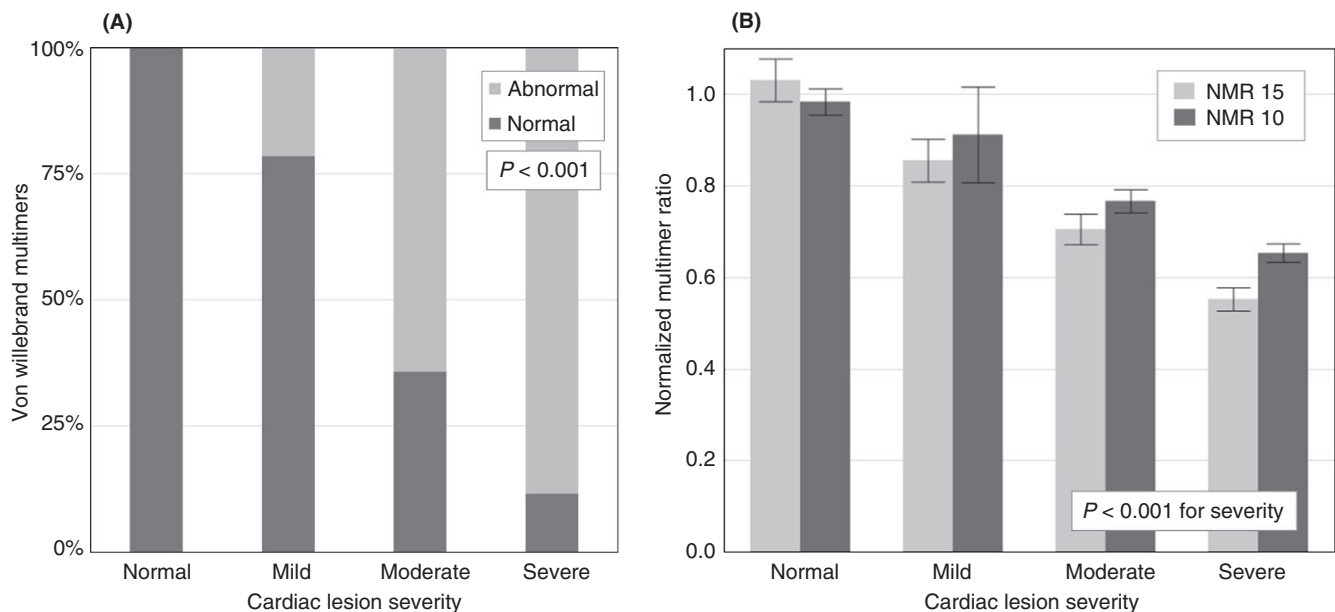 (A)
Von willebrand multimers
100%
75%
50%
25%
0%
Abnormal
Normal
P < 0.001
Normal Mild Moderate Severe
Cardiac lesion severity
(B)
Normalized multimer ratio
1.0
0.8
0.6
0.4
0.2
0.0
NMR 15
NMR 10
P < 0.001 for severity
Normal Mild Moderate Severe
Cardiac lesion severity